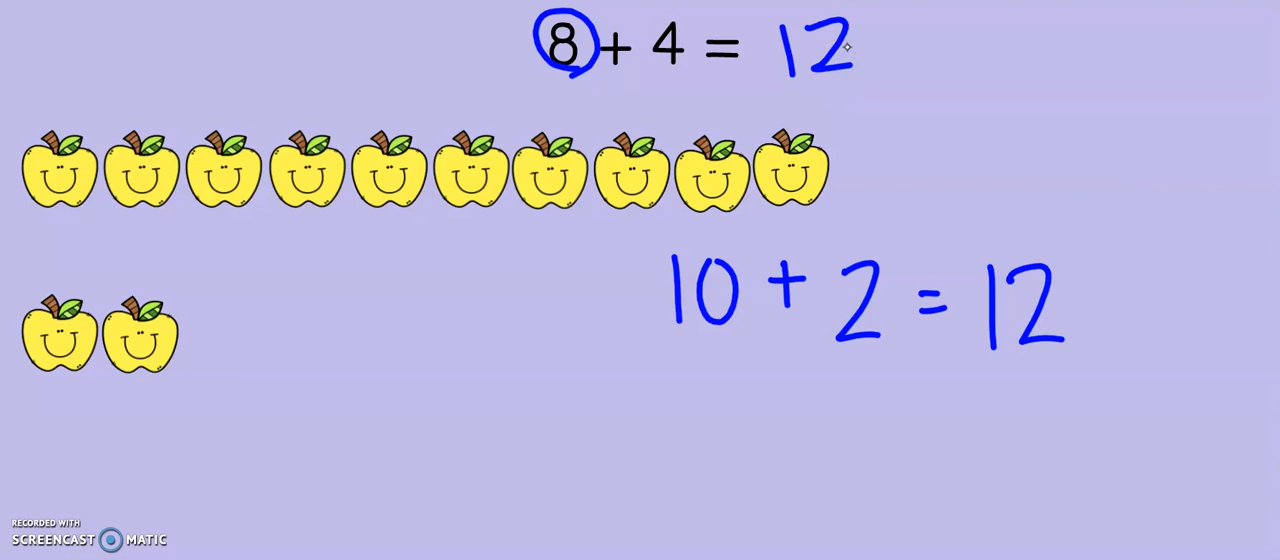 8 + 4 = 12
10 + 2 = 12
RECORDED WITH
SCREENCAST MATIC